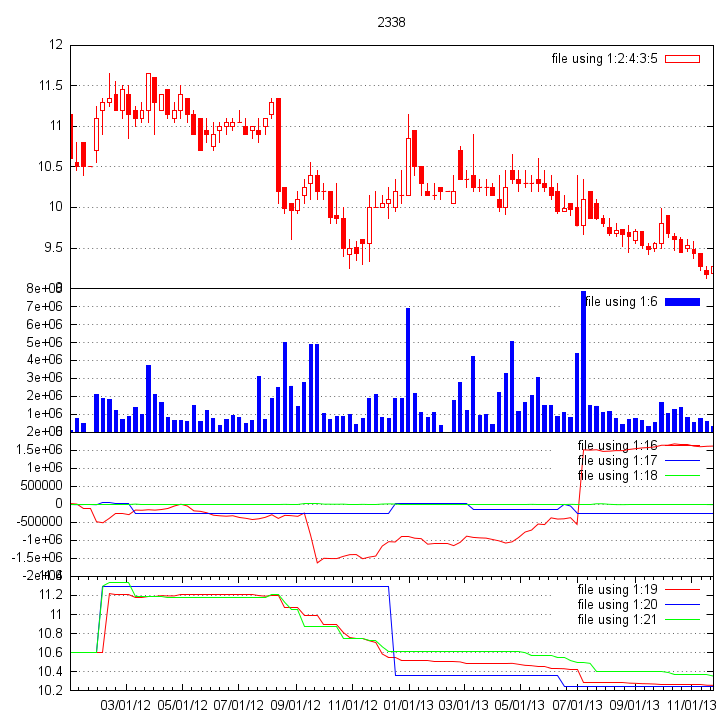 2338
12
file using 1:2:4:3:5
11.5
11
10.5
10
9.5
8e+06
file using 1:6
7e+06
6e+06
5e+06
4e+06
3e+06
2e+06
1e+06
2e+06
file using 1:16
1.5e+06
file using 1:17
1e+06
file using 1:18
500000
0
-500000
-1e+06
-1.5e+06
file using 1:19
11.2
file using 1:20
11
file using 1:21
10.8
10.6
10.4
10.2
03/01/12 05/01/12 07/01/12 09/01/12 11/01/12 01/01/13 03/01/13 05/01/13 07/01/13 09/01/13 11/01/13